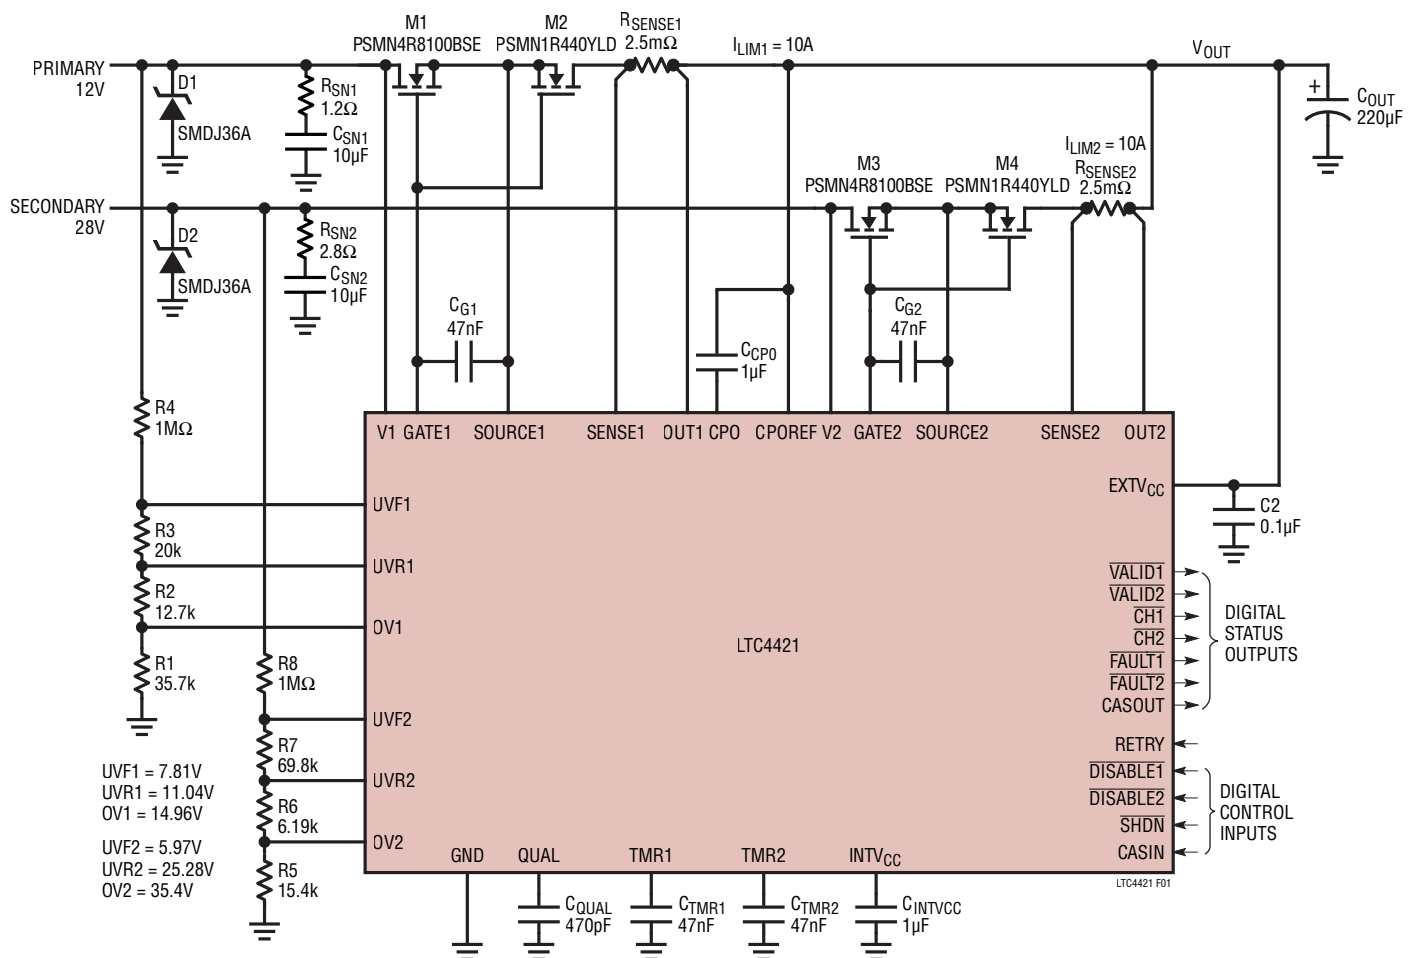 M1
PSMN4R8100BSE
M2
PSMN1R440YLD
RSENSE1
2.5mΩ
ILIM1 = 10A
VOUT
PRIMARY
12V
D1
SMDJ36A
RSN1
1.2Ω
CSN1
10µF
+
COUT
220µF
SECONDARY
28V
D2
SMDJ36A
RSN2
2.8Ω
CSN2
10µF
M3
PSMN4R8100BSE
M4
PSMN1R440YLD
ILIM2 = 10A
RSENSE2
2.5mΩ
CG1
47nF
CCPO
1µF
CG2
47nF
R4
1MΩ
V1
GATE1
SOURCE1
SENSE1
OUT1
CPO
CPOREF
V2
GATE2
SOURCE2
SENSE2
OUT2
UVF1
EXTVCC
C2
0.1µF
R3
20k
UVR1
R2
12.7k
OV1
R1
35.7k
LTC4421
VALID1
VALID2
CH1
CH2
FAULT1
FAULT2
CASOUT
DIGITAL
STATUS
OUTPUTS
R8
1MΩ
UVF2
R7
69.8k
UVR2
R6
6.19k
OV2
R5
15.4k
RETRY
DISABLE1
DISABLE2
SHDN
CASIN
DIGITAL
CONTROL
INPUTS
UVF1 = 7.81V
UVR1 = 11.04V
OV1 = 14.96V
UVF2 = 5.97V
UVR2 = 25.28V
OV2 = 35.4V
GND
QUAL
TMR1
TMR2
INTVCC
LTC4421 F01
CQUAL
470pF
CTMR1
47nF
CTMR2
47nF
CINTVCC
1µF